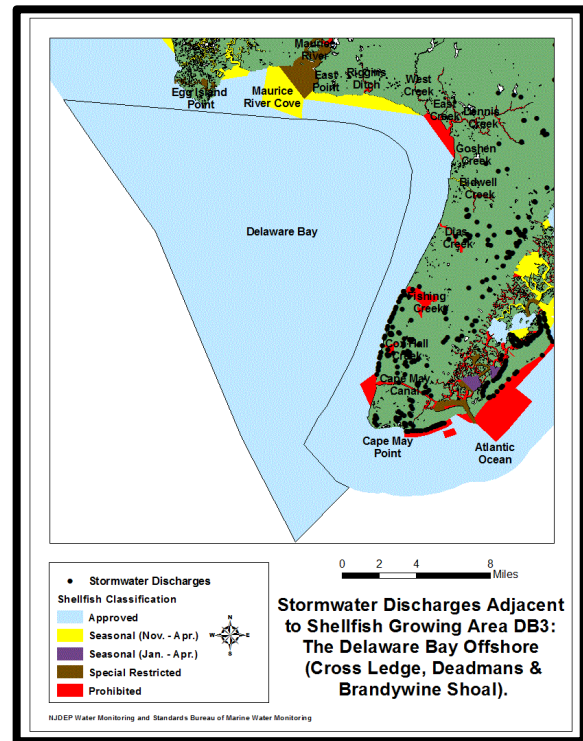 Maurice
River
Egg Island
Point
Maurice
River Cove
East
Point
Riggins
Ditch
West
Creek
East
Creek
Dennis
Creek
Goshen
Creek
Bidwell
Creek
Dias
Creek
Delaware Bay
Fishing
Creek
Cox Hall
Creek
Cape May
Canal
Cape May
Point
Atlantic
Ocean
0 2 4 8
Miles
Stormwater Discharges
Shellfish Classification
Approved
Seasonal (Nov. - Apr.)
Seasonal (Jan. - Apr.)
Special Restricted
Prohibited
N
W E
S
Stormwater Discharges Adjacent
to Shellfish Growing Area DB3:
The Delaware Bay Offshore
(Cross Ledge, Deadmans &
Brandywine Shoal).
NJDEP Water Monitoring and Standards Bureau of Marine Water Monitoring